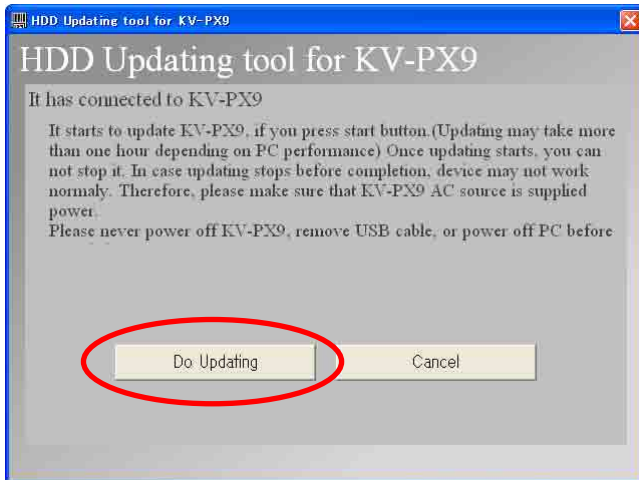 HDD Updating tool for KV-PX9
HDD Updating tool for KV-PX9
It has connected to KV-PX9
It starts to update KV-PX9, if you press start button.(Updating may take more
than one hour depending on PC performance) Once updating starts, you can
not stop it. In case updating stops before completion, device may not work
normaly. Therefore, please make sure that KV-PX9 AC source is supplied
power.
Please never power off KV-PX9, remove USB cable, or power off PC before
Do Updating
Cancel